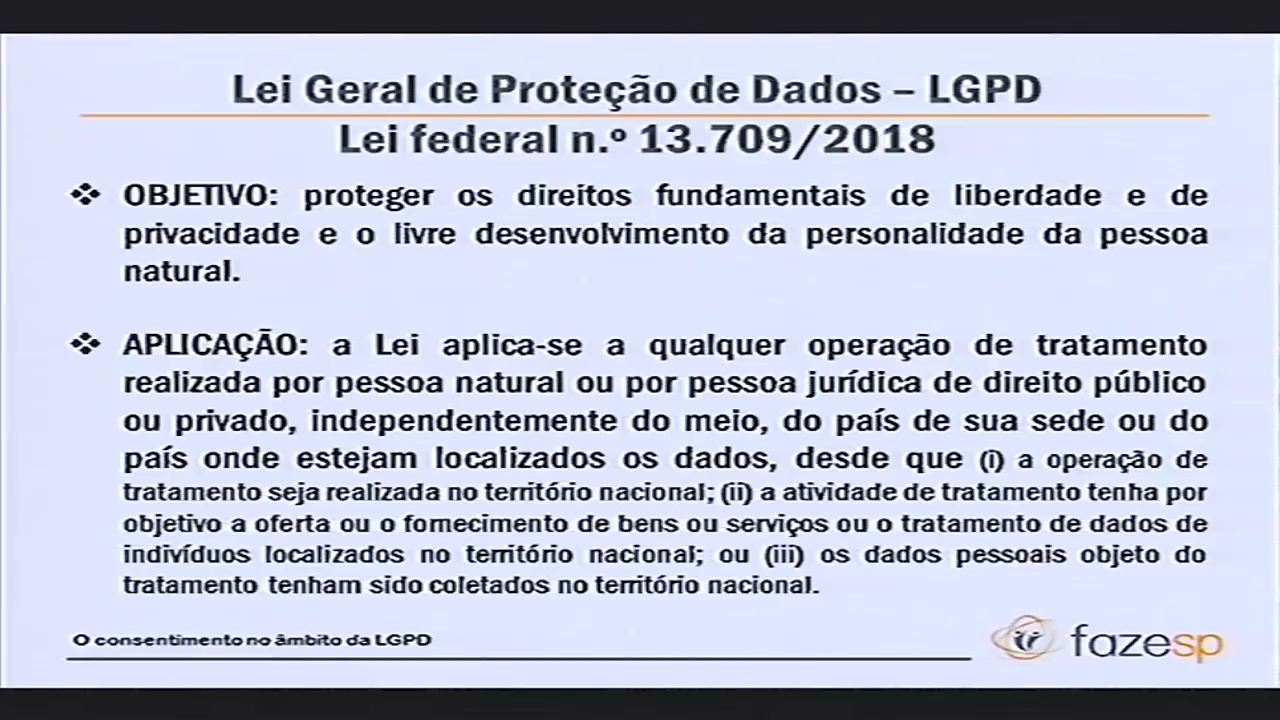 Lei Geral de Proteção de Dados – LGPD
Lei federal n.º 13.709/2018
❖ OBJETIVO: proteger os direitos fundamentais de liberdade e de
privacidade e o livre desenvolvimento da personalidade da pessoa
natural.
❖ APLICAÇÃO: a Lei aplica-se a qualquer operação de tratamento
realizada por pessoa natural ou por pessoa jurídica de direito público
ou privado, independentemente do meio, do país de sua sede ou do
país onde estejam localizados os dados, desde que (i) a operação de
tratamento seja realizada no território nacional; (ii) a atividade de tratamento tenha por
objetivo a oferta ou o fornecimento de bens ou serviços ou o tratamento de dados de
indivíduos localizados no território nacional; ou (iii) os dados pessoais objeto do
tratamento tenham sido coletados no território nacional.
O consentimento no âmbito da LGPD
fazesp